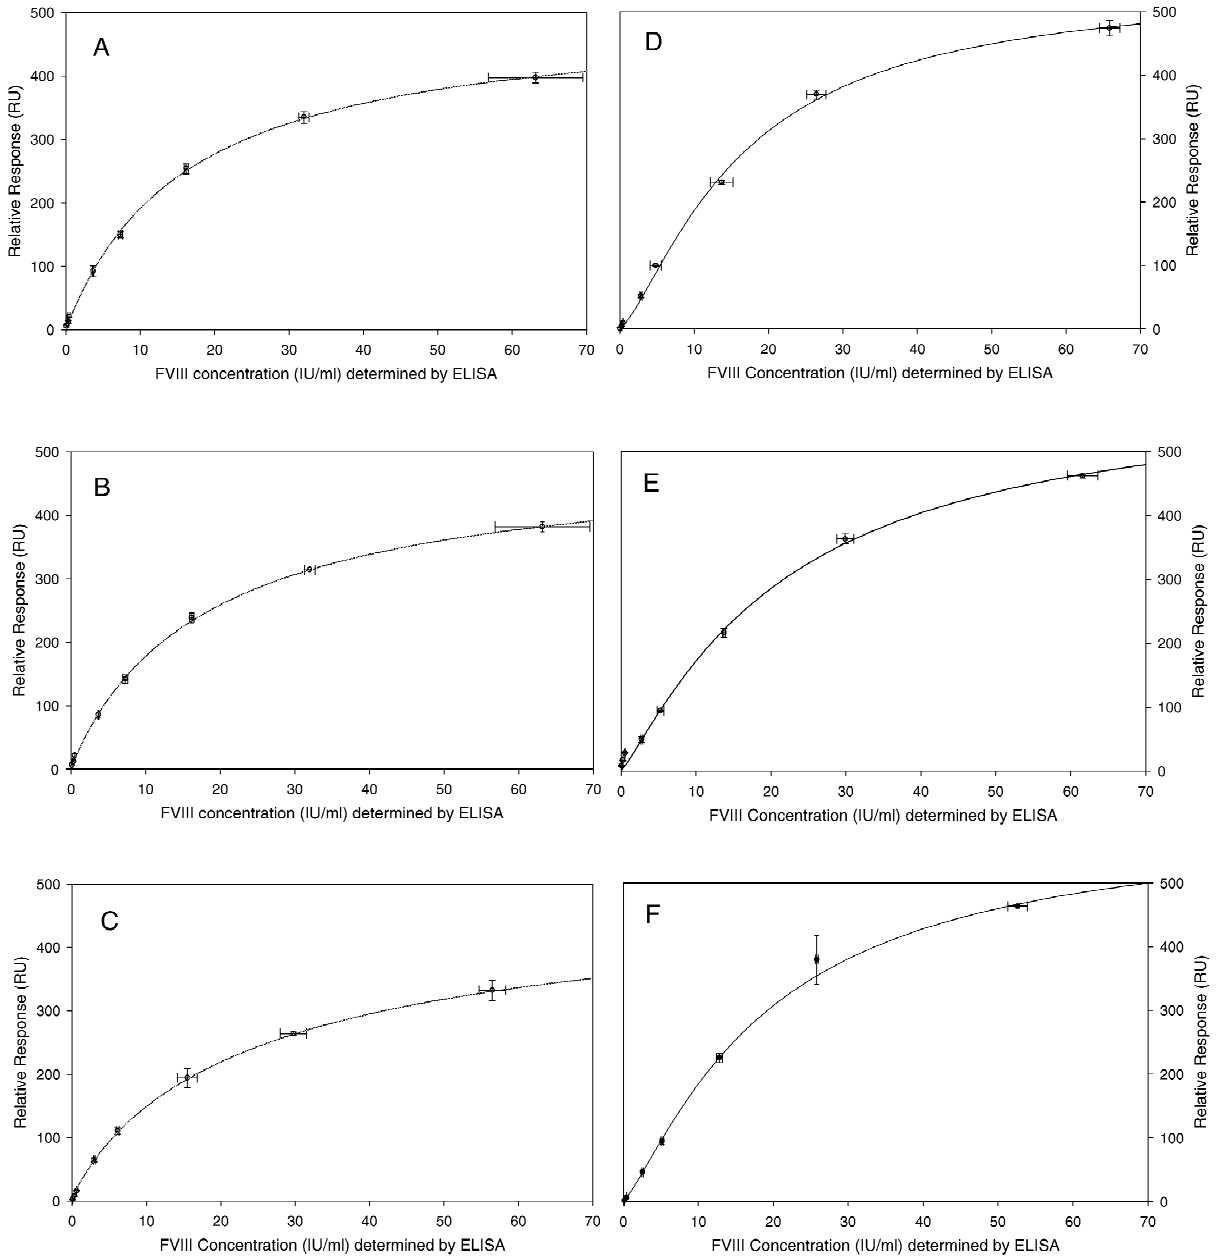 A
Relative Response (RU)
500
400
300
200
100
0
0 10 20 30 40 50 60 70
FVIII concentration (IU/ml) determined by ELISA
D
500
400
300
200
100
0
Relative Response (RU)
0 10 20 30 40 50 60 70
FVIII Concentration (IU/ml) determined by ELISA
B
Relative Response (RU)
500
400
300
200
100
0
0 10 20 30 40 50 60 70
FVIII concentration (IU/ml) determined by ELISA
E
500
400
300
200
100
0
Relative Response (RU)
0 10 20 30 40 50 60 70
FVIII Concentration (IU/ml) determined by ELISA
C
Relative Response (RU)
500
400
300
200
100
0
0 10 20 30 40 50 60 70
FVIII Concentration (IU/ml) determined by ELISA
F
500
400
300
200
100
0
Relative Response (RU)
0 10 20 30 40 50 60 70
FVIII Concentration (IU/ml) determined by ELISA